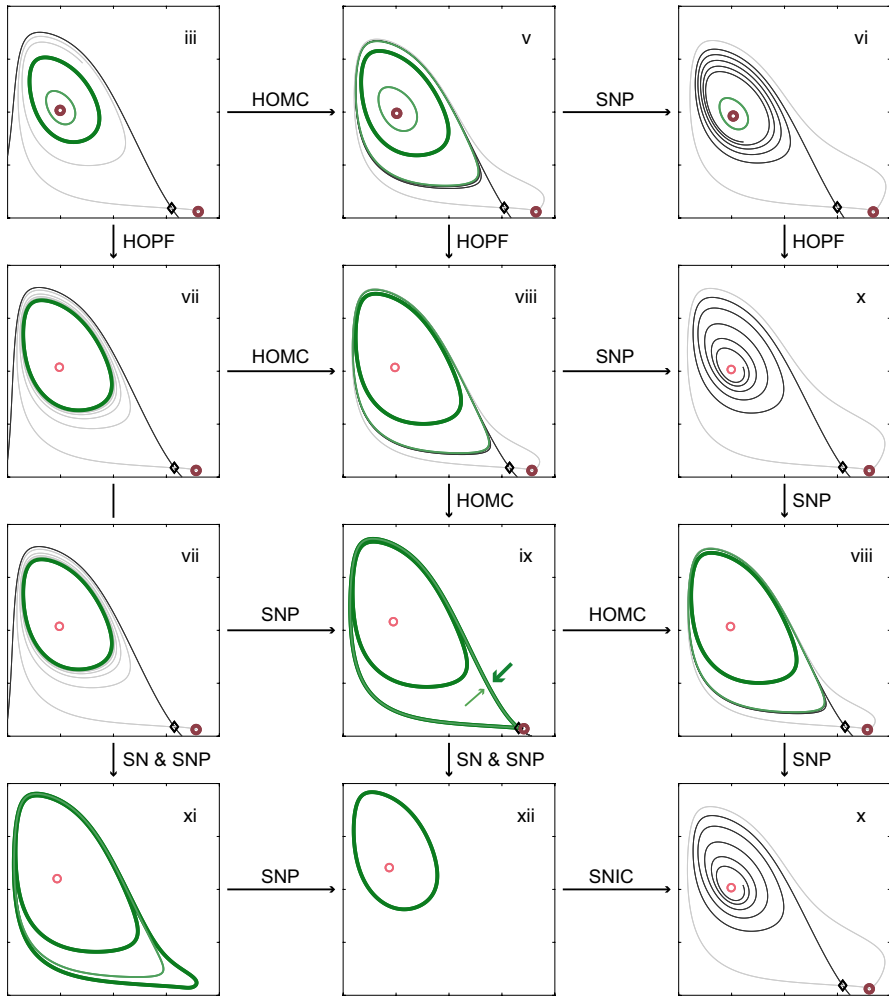 iii
HOMC
v
SNP
vi
HOPF
HOPF
HOPF
vii
HOMC
viii
SNP
x
HOMC
SNP
vii
SNP
ix
HOMC
viii
SN & SNP
SN & SNP
SNP
xi
SNP
xii
SNIC
x